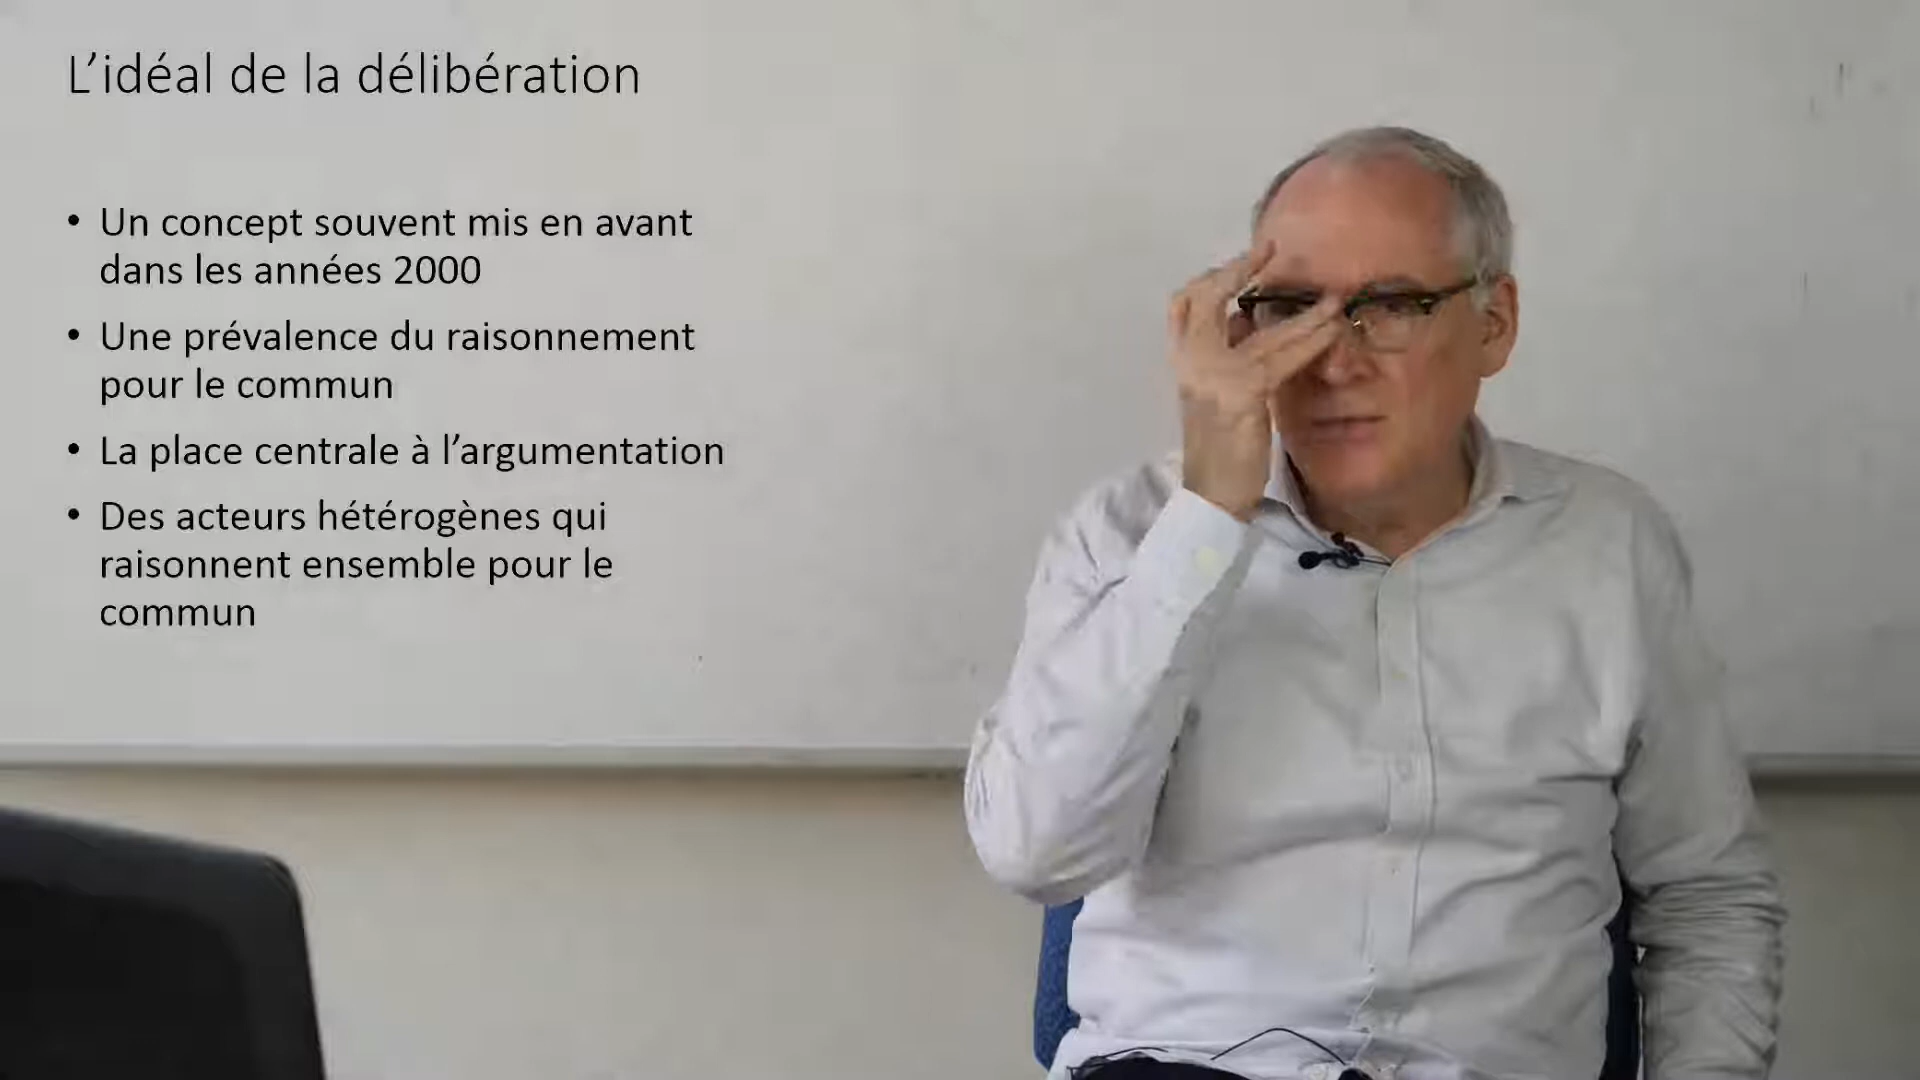 L’idéal de la délibération
• Un concept souvent mis en avant
dans les années 2000
• Une prévalence du raisonnement
pour le commun
• La place centrale à l’argumentation
• Des acteurs hétérogènes qui
raisonnent ensemble pour le
commun